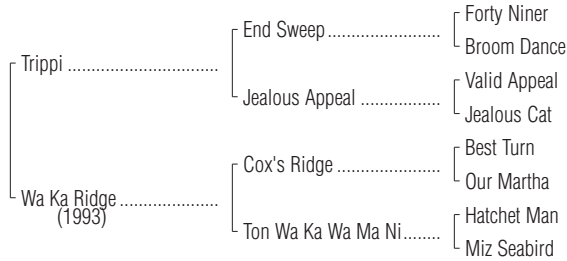 Forty Niner
End Sweep
Broom Dance
Trippi
Valid Appeal
Jealous Appeal
Jealous Cat
Best Turn
Cox's Ridge
Our Martha
Wa Ka Ridge
(1993)
Hatchet Man
Ton Wa Ka Wa Ma Ni
Miz Seabird